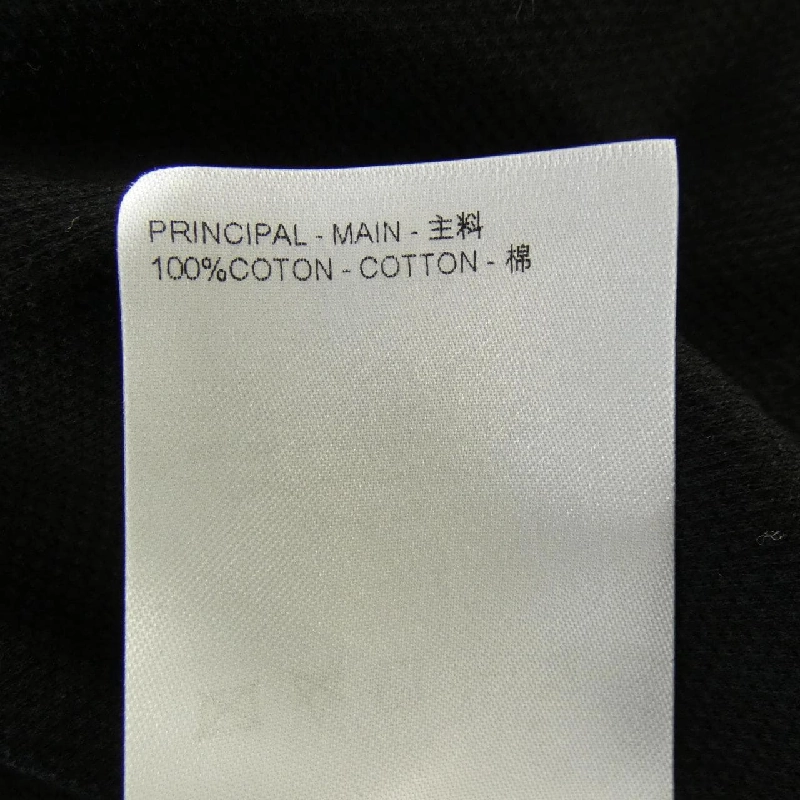 PRINCIPAL - MAIN - 主料
100%COTON - COTTON - 棉